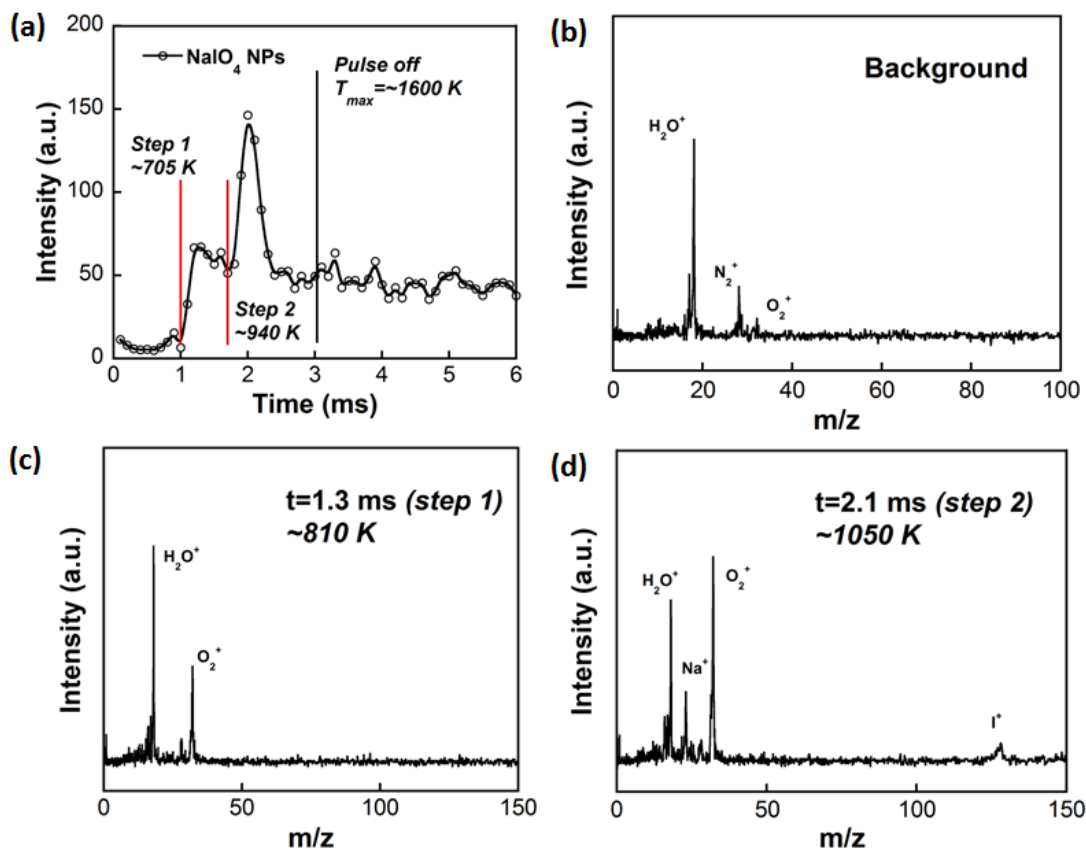 (a)
200
150
100
50
0
Intensity (a.u.)
NaIO₄ NPs
Pulse off
T_max=~1600 K
Step 1
~705 K
Step 2
~940 K
0 1 2 3 4 5 6
Time (ms)
(b)
Background
Intensity (a.u.)
H₂O⁺
N₂⁺
O₂⁺
0 20 40 60 80 100
m/z
(c)
t=1.3 ms (step 1)
~810 K
Intensity (a.u.)
H₂O⁺
O₂⁺
0 50 100 150
m/z
(d)
t=2.1 ms (step 2)
~1050 K
Intensity (a.u.)
H₂O⁺
Na⁺
O₂⁺
I⁺
0 50 100 150
m/z